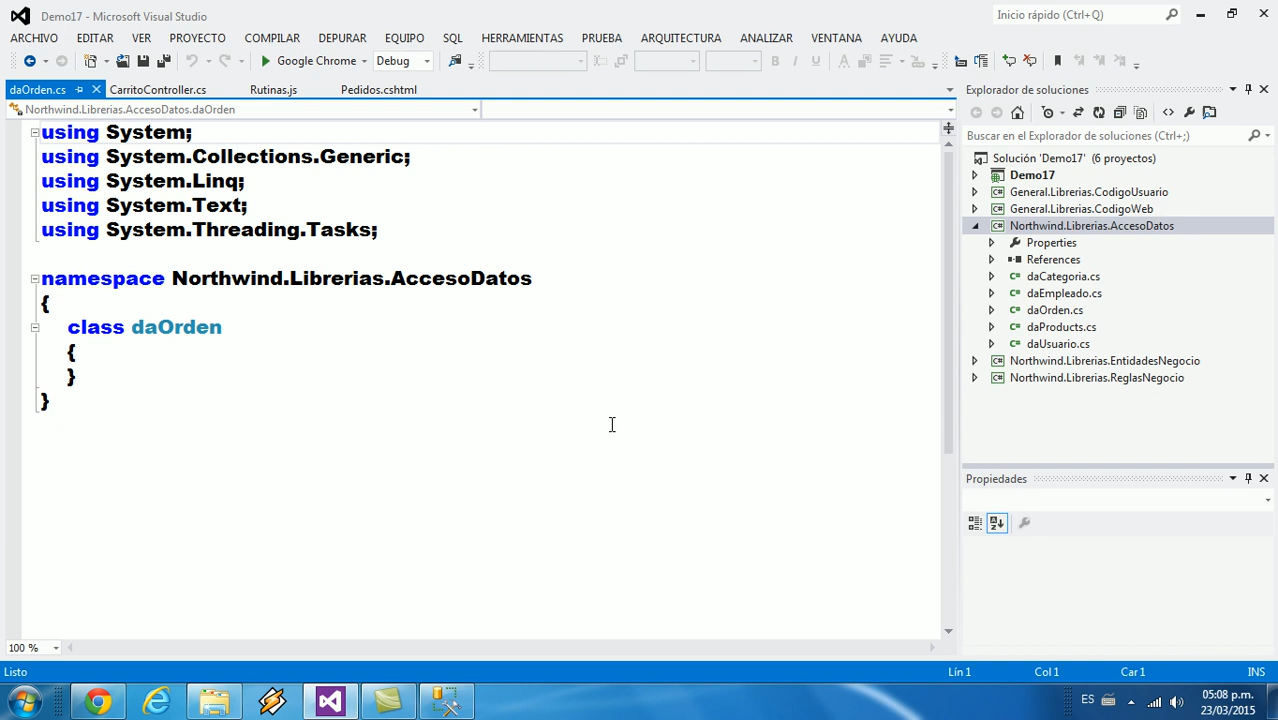 Demo17 - Microsoft Visual Studio
Inicio rápido (Ctrl+Q)
ARCHIVO EDITAR VER PROYECTO COMPILAR DEPURAR EQUIPO SQL HERRAMIENTAS PRUEBA ARQUITECTURA ANALIZAR VENTANA AYUDA
Google Chrome Debug
daOrden.cs CarritoController.cs Rutinas.js Pedidos.cshtml
Northwind.Librerias.AccesoDatos.daOrden
using System;
using System.Collections.Generic;
using System.Linq;
using System.Text;
using System.Threading.Tasks;
namespace Northwind.Librerias.AccesoDatos
{
class daOrden
{
}
}
100 %
Explorador de soluciones
Buscar en el Explorador de soluciones (Ctrl+;)
Solución 'Demo17' (6 proyectos)
Demo17
General.Librerias.CodigoUsuario
General.Librerias.CodigoWeb
Northwind.Librerias.AccesoDatos
Properties
References
daCategoria.cs
daEmpleado.cs
daOrden.cs
daProducts.cs
daUsuario.cs
Northwind.Librerias.EntidadesNegocio
Northwind.Librerias.ReglasNegocio
Propiedades
Listo Lín 1 Col 1 Car 1 INS
ES
05:08 p.m.
23/03/2015